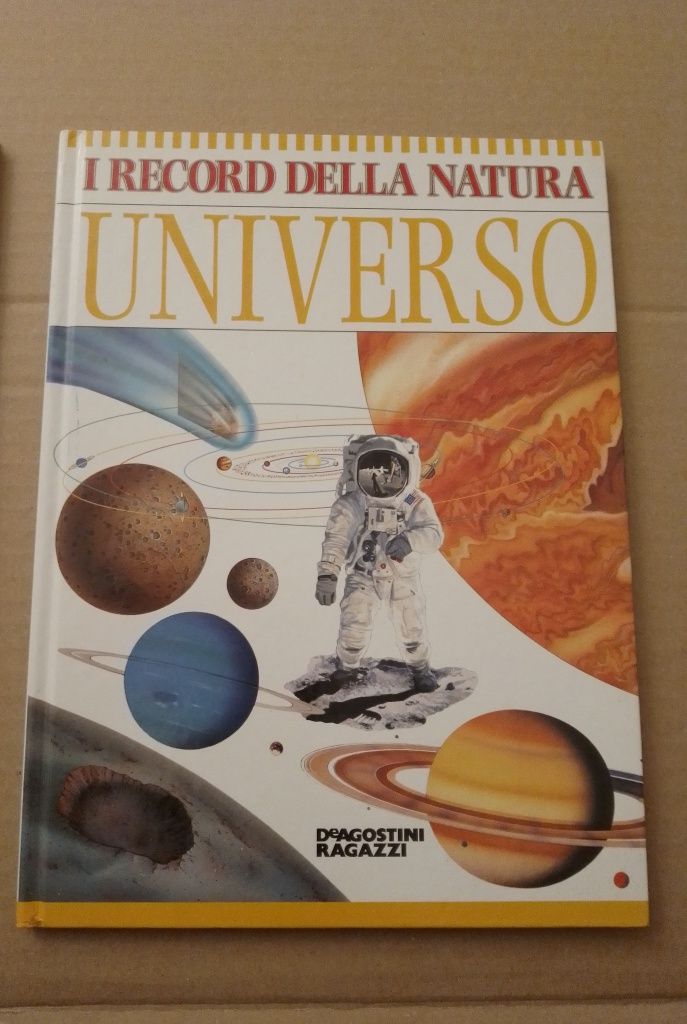 I RECORD DELLA NATURA
UNIVERSO
DeAGOSTINI
RAGAZZI